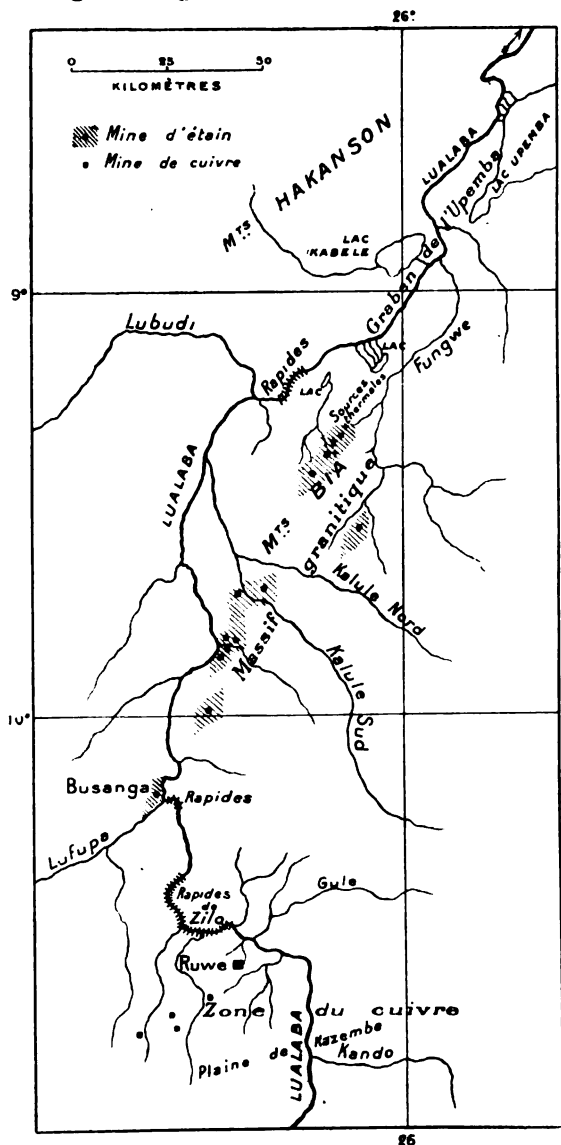 26°
0 25 50
KILOMÈTRES
Mine d'étain
Mine de cuivre
MTS HAKANSON
LUALABA
LAC UPEMBA
LAC KABELE
Graben de l'Upemba
9°
Lubudi
Rapides
LAC
LAC
Fungwe
Sources thermales
LUALABA
MTS BIA
Massif granitique
Kalule Nord
Kalule Sud
10°
Busanga
Rapides
Lufupa
Rapides de Zilo
Gule
Ruwe
Zone du cuivre
Plaine de Kazembe
Kando
LUALABA
26